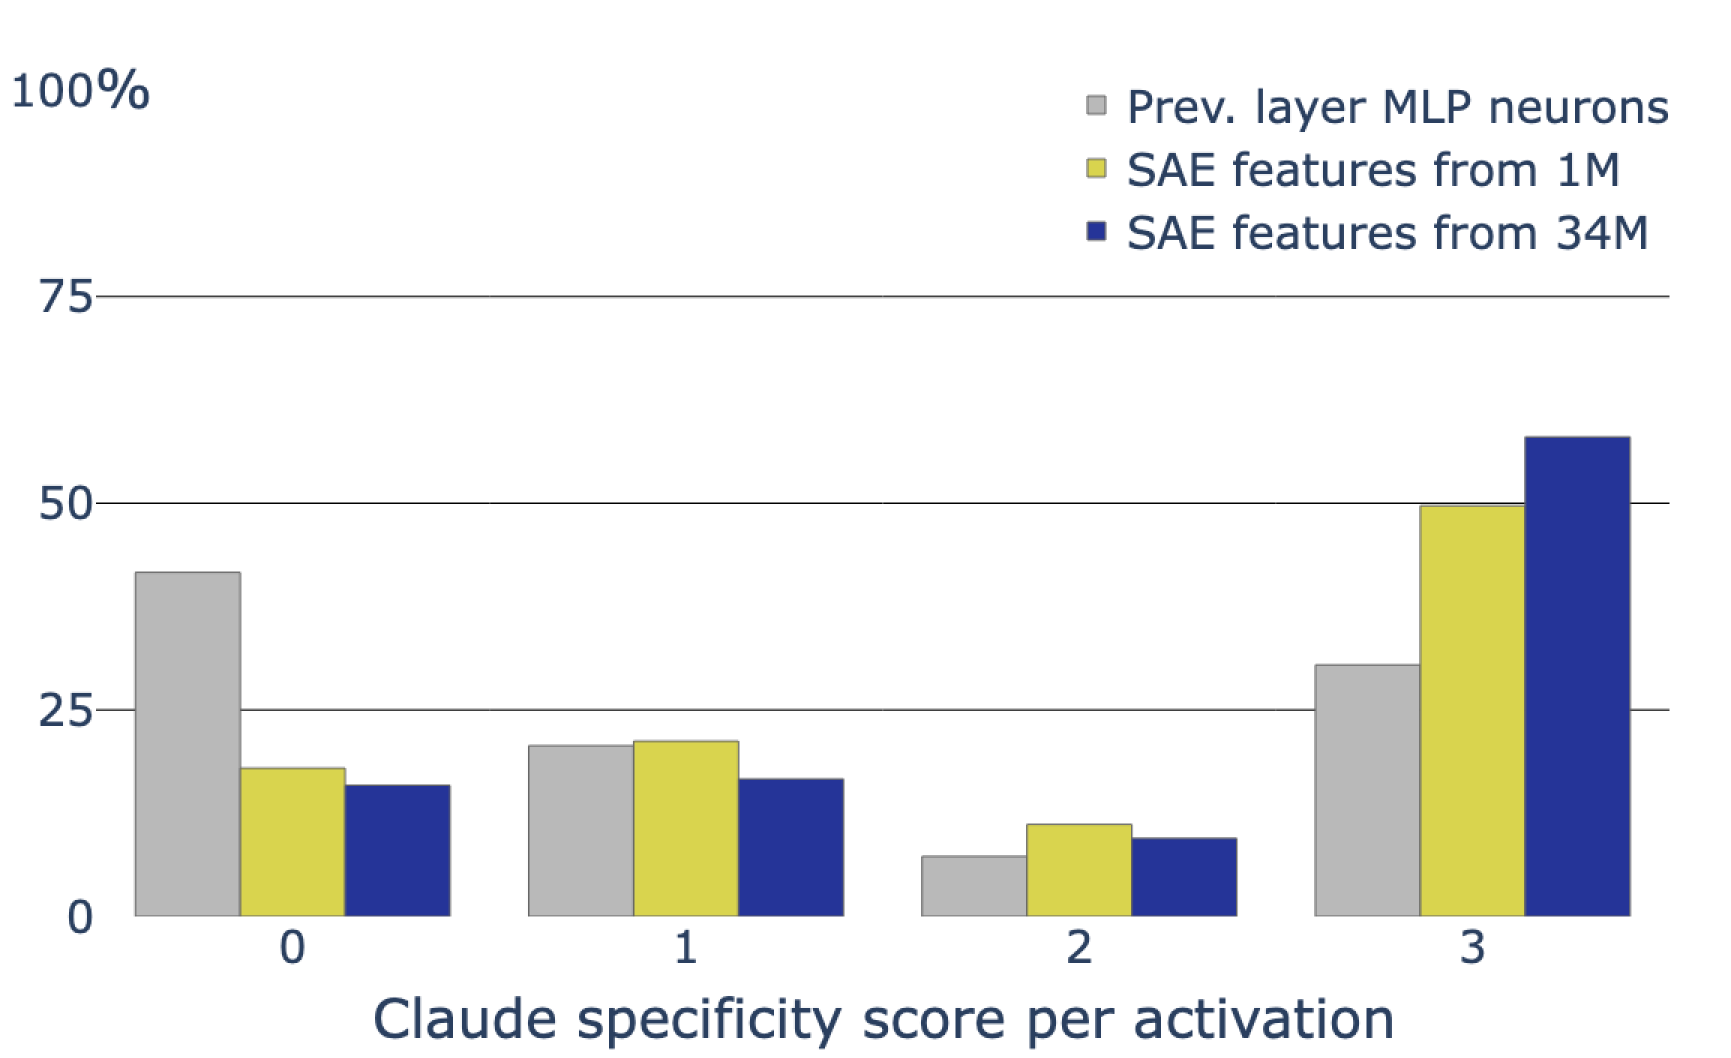 100%
Prev. layer MLP neurons
SAE features from 1M
SAE features from 34M
75
50
25
0
0 1 2 3
Claude specificity score per activation